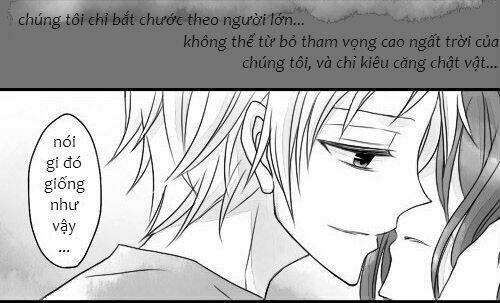 chúng tôi chỉ bắt chước theo người lớn...
không thể từ bỏ tham vọng cao ngất trời của
chúng tôi, và chỉ kiêu căng chật vật...
nói
gì đó
giống
như
vậy
...